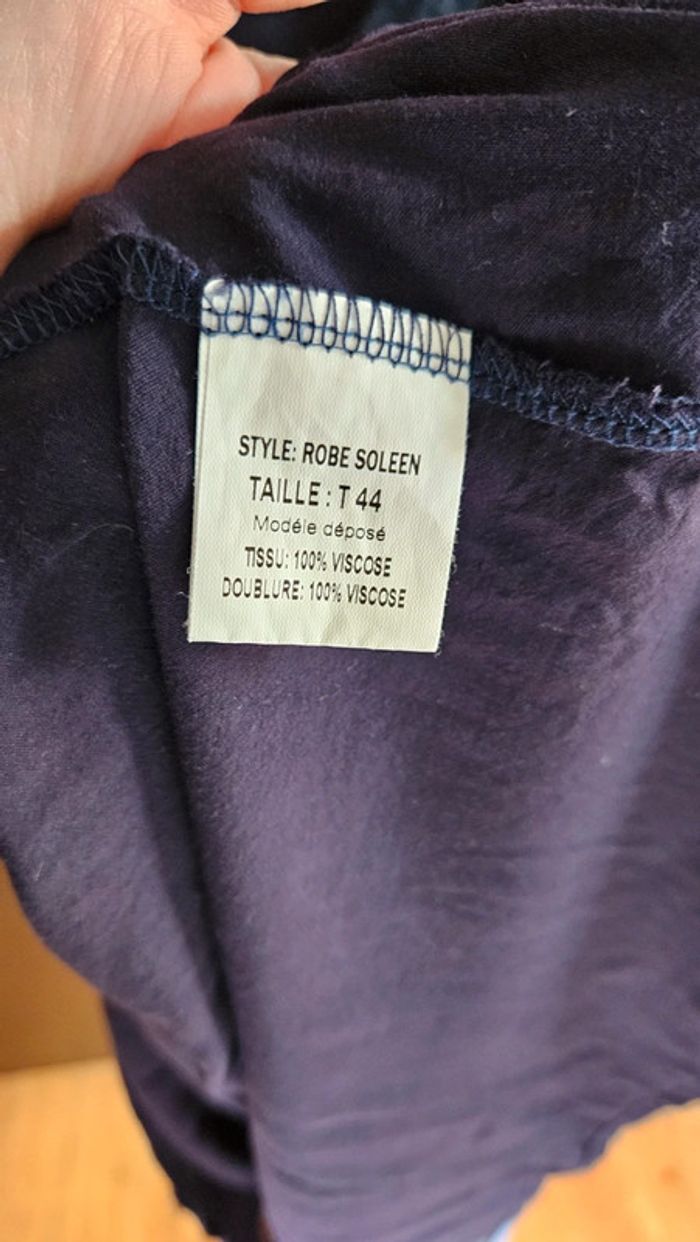 STYLE: ROBE SOLEEN
TAILLE : T 44
Modéle déposé
TISSU: 100% VISCOSE
DOUBLURE: 100% VISCOSE